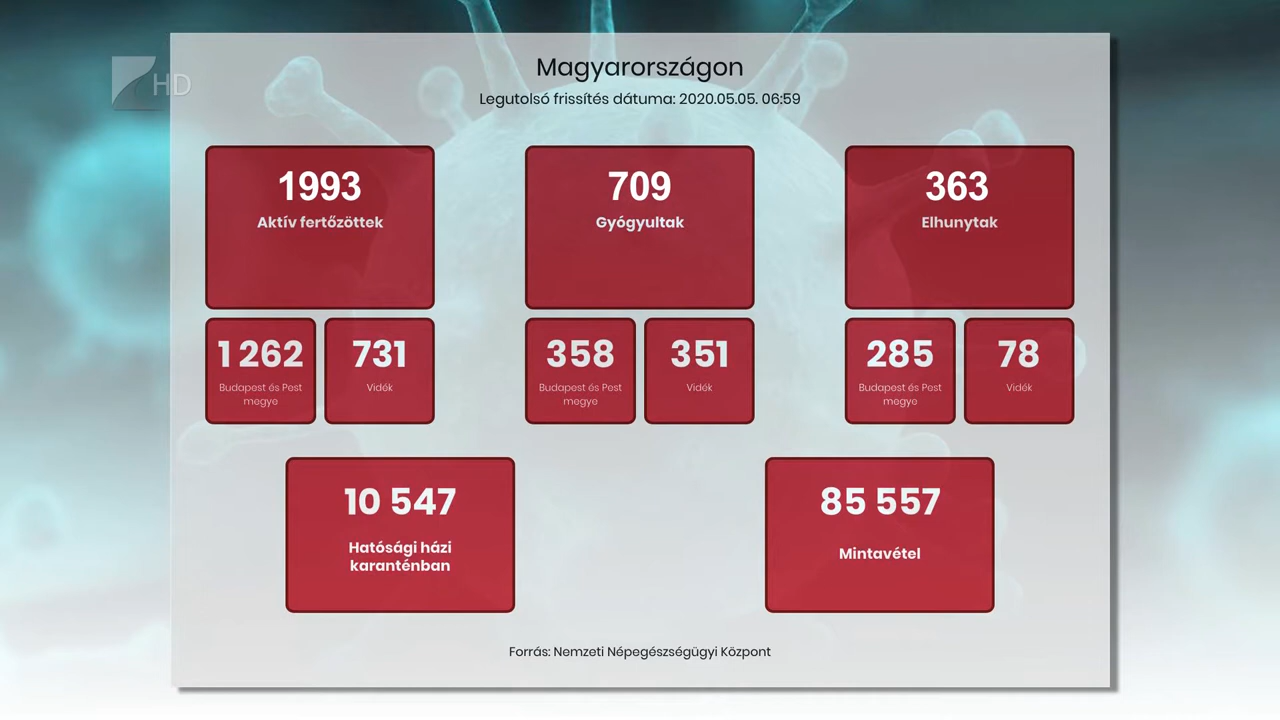 HD
Magyarországon
Legutolsó frissítés dátuma: 2020.05.05. 06:59
1993
Aktív fertőzöttek
709
Gyógyultak
363
Elhunytak
1 262
Budapest és Pest
megye
731
Vidék
358
Budapest és Pest
megye
351
Vidék
285
Budapest és Pest
megye
78
Vidék
10 547
Hatósági házi
karanténban
85 557
Mintavétel
Forrás: Nemzeti Népegészségügyi Központ